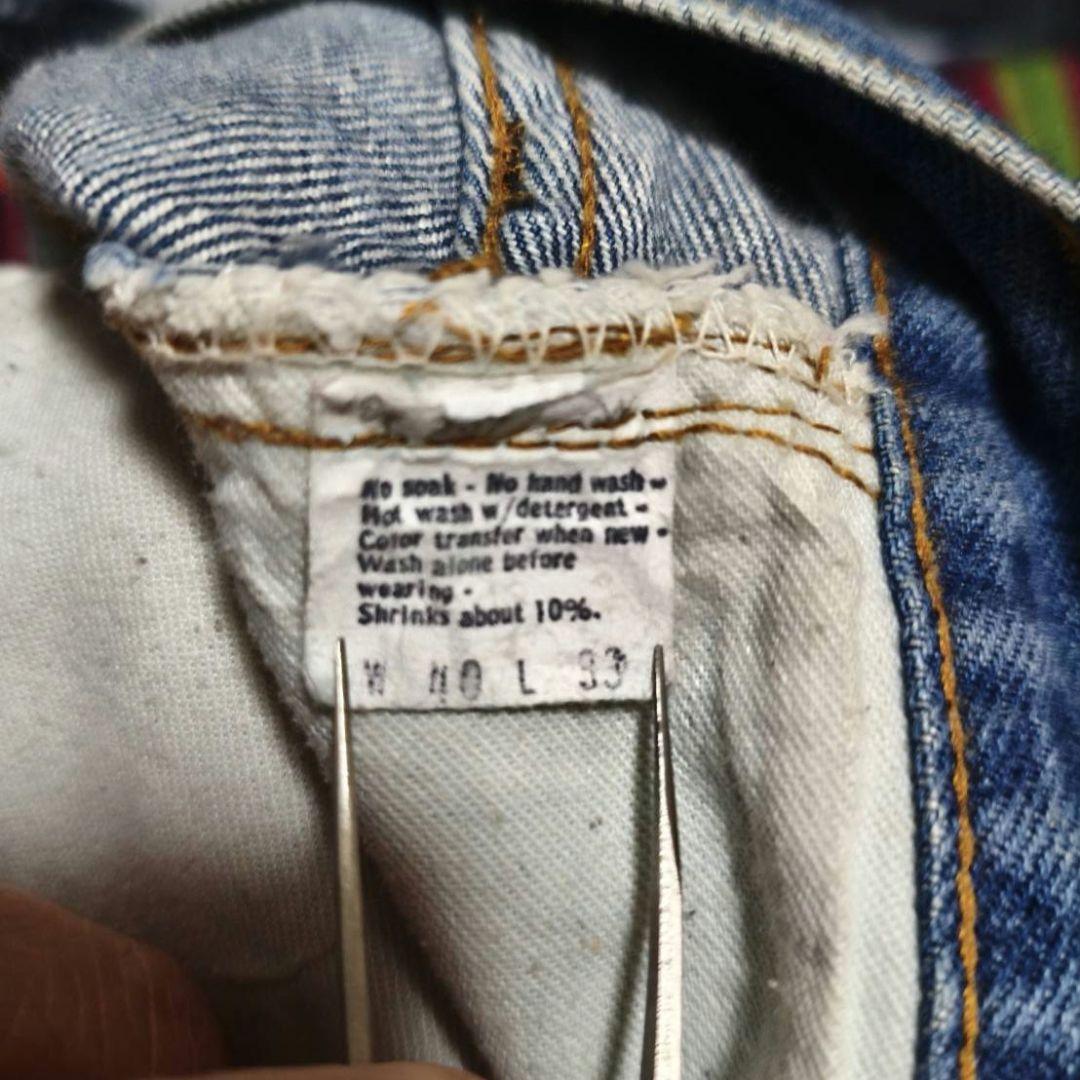 No soak - No hand wash -
Hot wash w/detergent -
Color transfer when new -
Wash alone before
wearing -
Shrinks about 10%.
W 40 L 33